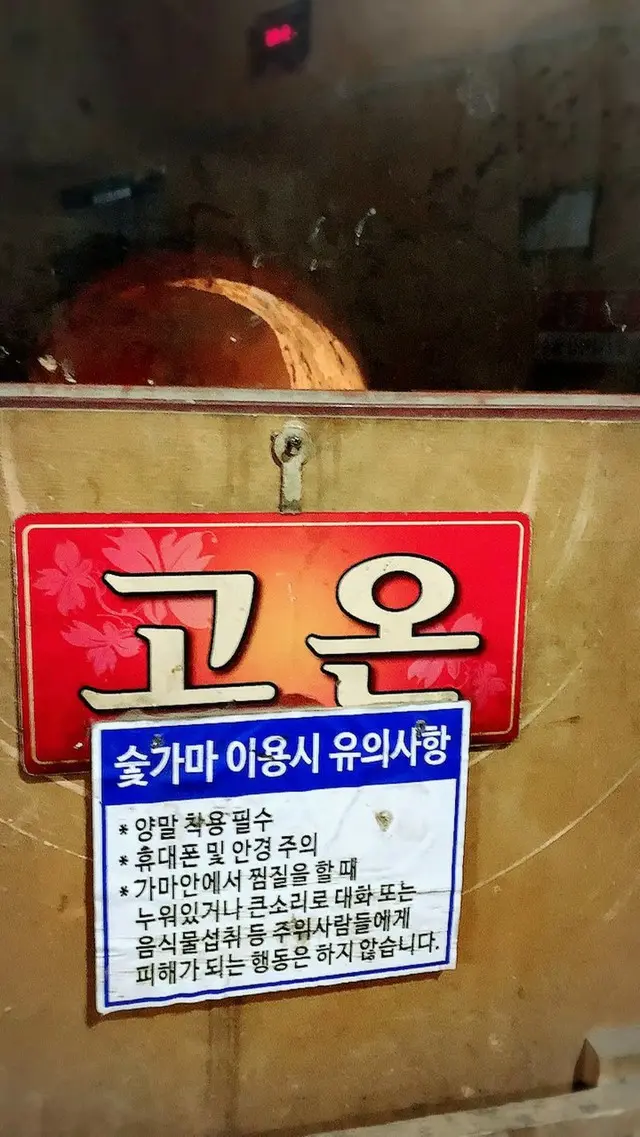 고온
숯가마 이용시 유의사항
* 양말 착용 필수
* 휴대폰 및 안경 주의
* 가마안에서 찜질을 할 때
누워있거나 큰소리로 대화 또는
음식물섭취 등 주위사람들에게
피해가 되는 행동은 하지 않습니다.